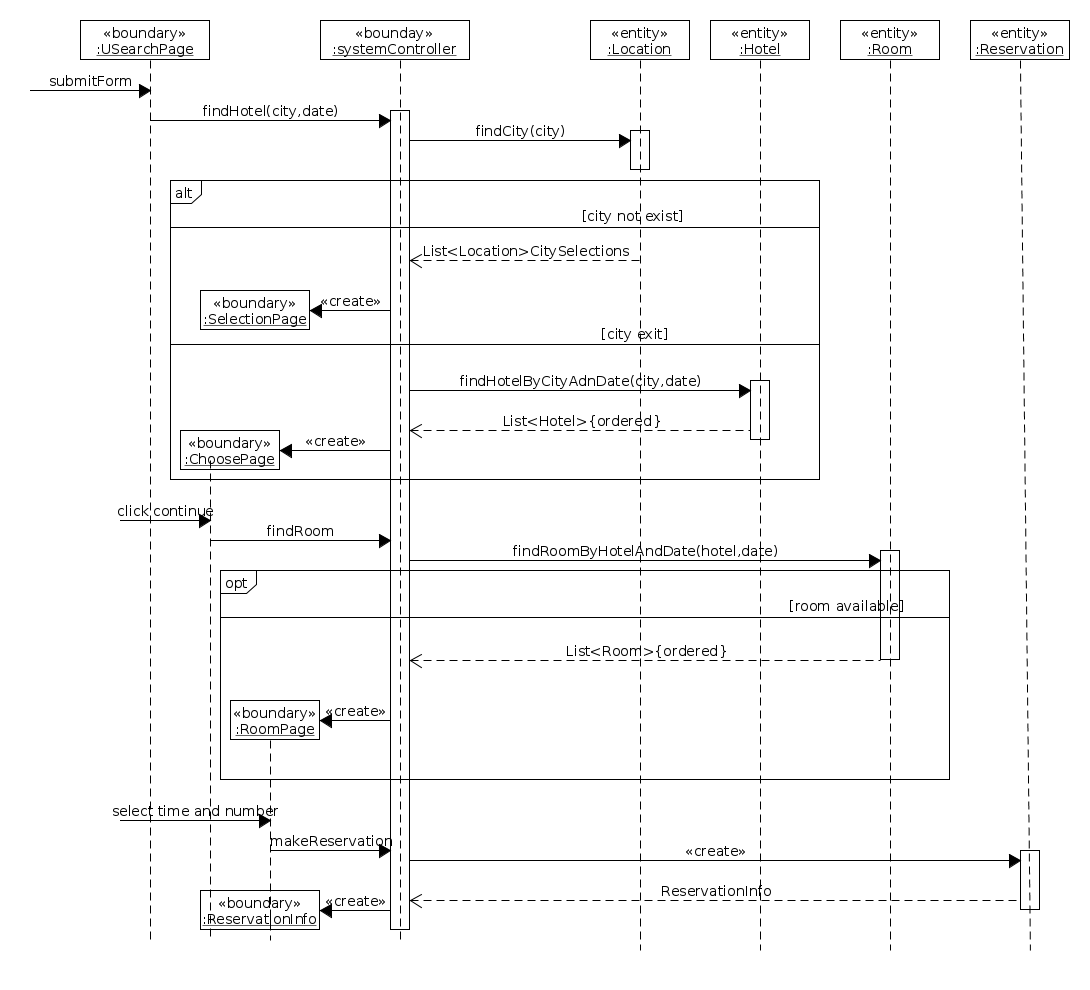 «boundary»
:USearchPage
«bounday»
:systemController
«entity»
:Location
«entity»
:Hotel
«entity»
:Room
«entity»
:Reservation
submitForm
findHotel(city,date)
findCity(city)
alt
[city not exist]
List<Location>CitySelections
«create»
«boundary»
:SelectionPage
[city exit]
findHotelByCityAdnDate(city,date)
List<Hotel>{ordered}
«create»
«boundary»
:ChoosePage
click continue
findRoom
findRoomByHotelAndDate(hotel,date)
opt
[room available]
List<Room>{ordered}
«create»
«boundary»
:RoomPage
select time and number
makeReservation
«create»
ReservationInfo
«create»
«boundary»
:ReservationInfo